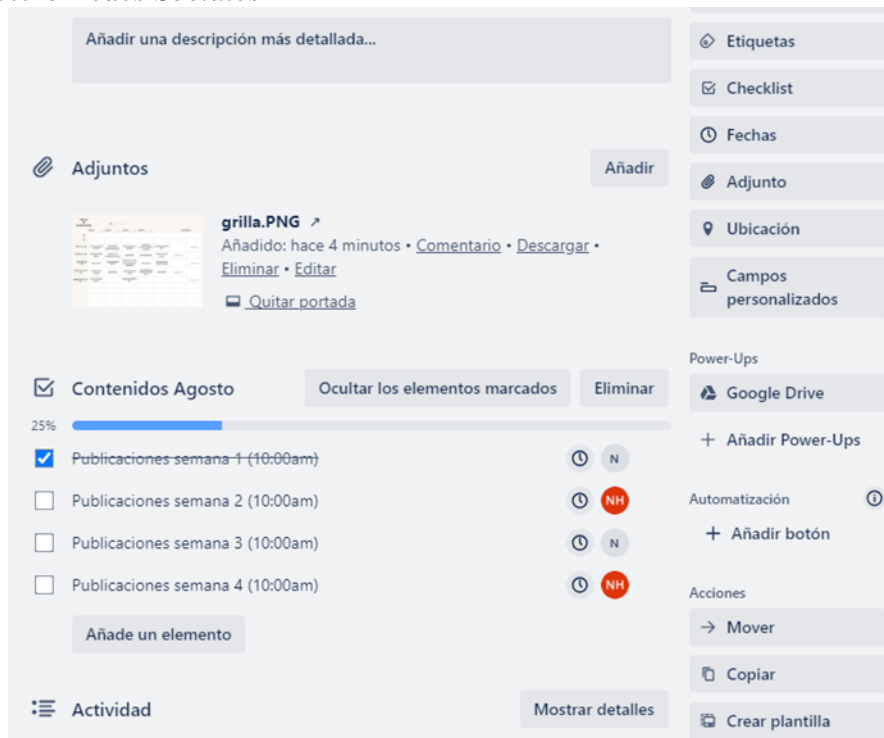 Añadir una descripción más detallada...
Adjuntos
Añadir
grilla.PNG
Añadido: hace 4 minutos • Comentario • Descargar •
Eliminar • Editar
Quitar portada
Contenidos Agosto
Ocultar los elementos marcados
Eliminar
25%
Publicaciones semana 1 (10:00am)
N
Publicaciones semana 2 (10:00am)
NH
Publicaciones semana 3 (10:00am)
N
Publicaciones semana 4 (10:00am)
NH
Añade un elemento
Actividad
Mostrar detalles
Etiquetas
Checklist
Fechas
Adjunto
Ubicación
Campos
personalizados
Power-Ups
Google Drive
+ Añadir Power-Ups
Automatización
+ Añadir botón
Acciones
→ Mover
Copiar
Crear plantilla